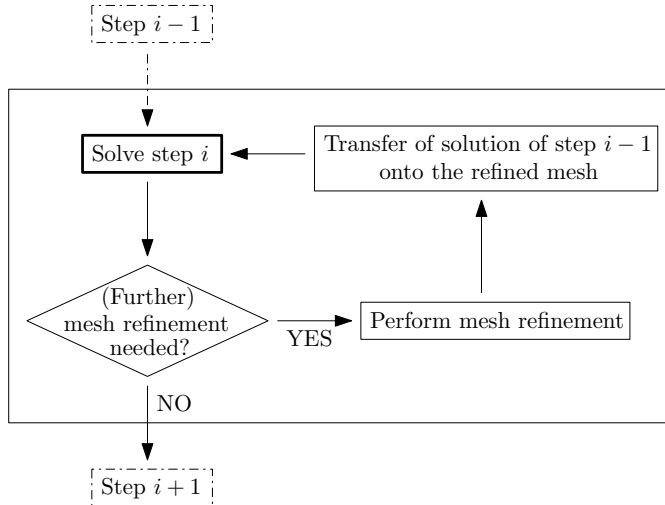 Step i − 1
Solve step i
Transfer of solution of step i − 1
onto the refined mesh
(Further)
mesh refinement
needed?
YES
Perform mesh refinement
NO
Step i + 1